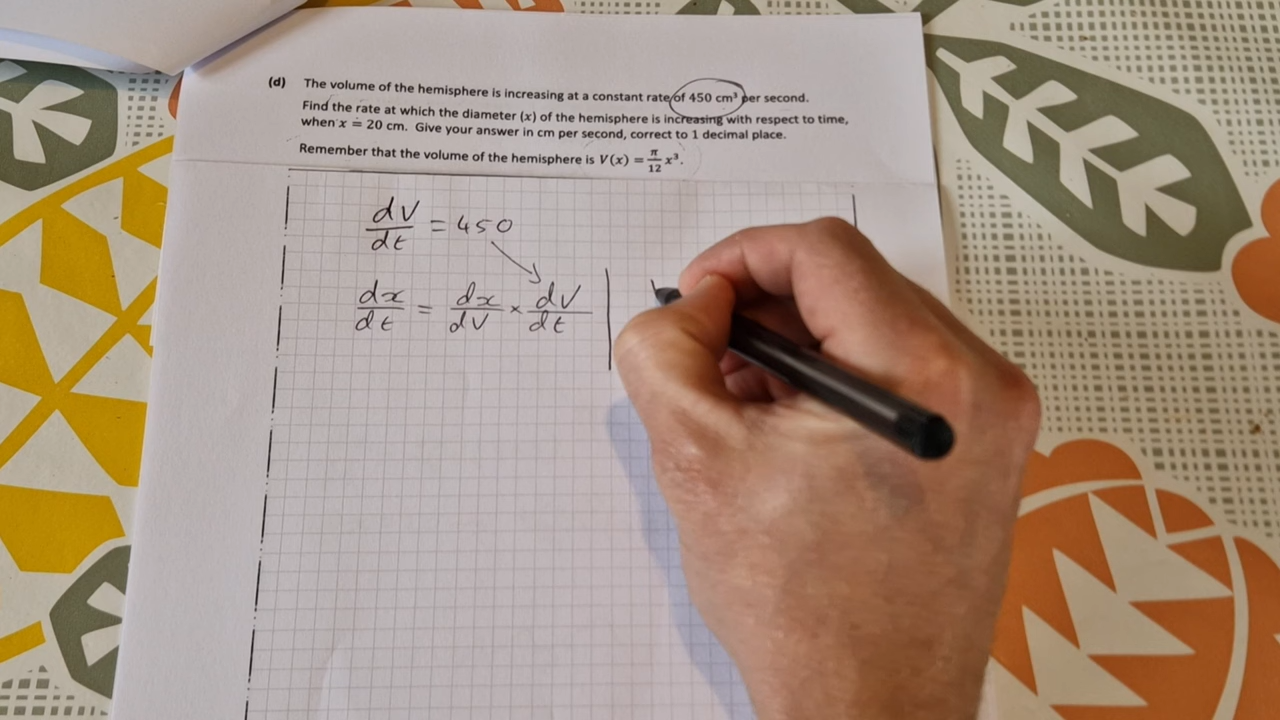 (d) The volume of the hemisphere is increasing at a constant rate of 450 cm³ per second.
Find the rate at which the diameter (x) of the hemisphere is increasing with respect to time,
when x = 20 cm. Give your answer in cm per second, correct to 1 decimal place.
Remember that the volume of the hemisphere is V(x) = π/12 x³.
dV/dt = 450
dx/dt = dx/dV × dV/dt